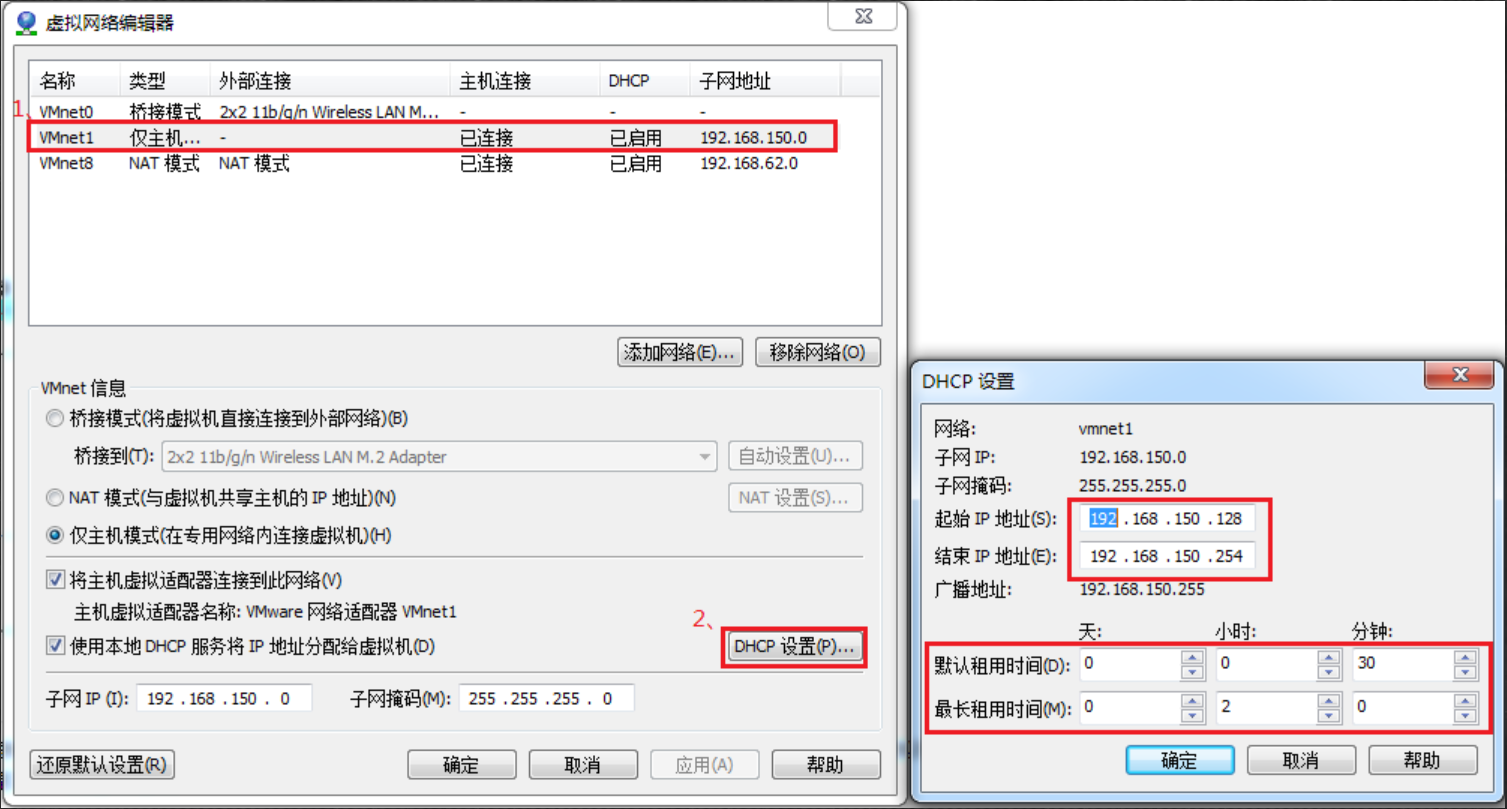 虚拟网络编辑器
名称 类型 外部连接 主机连接 DHCP 子网地址
1、
VMnet0 桥接模式 2x2 11b/g/n Wireless LAN M... - - -
VMnet1 仅主机... - 已连接 已启用 192.168.150.0
VMnet8 NAT 模式 NAT 模式 已连接 已启用 192.168.62.0
添加网络(E)... 移除网络(O)
VMnet 信息
桥接模式(将虚拟机直接连接到外部网络)(B)
桥接到(T): 2x2 11b/g/n Wireless LAN M.2 Adapter 自动设置(U)...
NAT 模式(与虚拟机共享主机的 IP 地址)(N) NAT 设置(S)...
仅主机模式(在专用网络内连接虚拟机)(H)
将主机虚拟适配器连接到此网络(V)
主机虚拟适配器名称: VMware 网络适配器 VMnet1
2、
使用本地 DHCP 服务将 IP 地址分配给虚拟机(D) DHCP 设置(P)...
子网 IP (I): 192 .168 .150 . 0 子网掩码(M): 255 .255 .255 . 0
还原默认设置(R) 确定 取消 应用(A) 帮助
DHCP 设置
网络: vmnet1
子网 IP: 192.168.150.0
子网掩码: 255.255.255.0
起始 IP 地址(S): 192 .168 .150 .128
结束 IP 地址(E): 192 .168 .150 .254
广播地址: 192.168.150.255
天: 小时: 分钟:
默认租用时间(D): 0 0 30
最长租用时间(M): 0 2 0
确定 取消 帮助